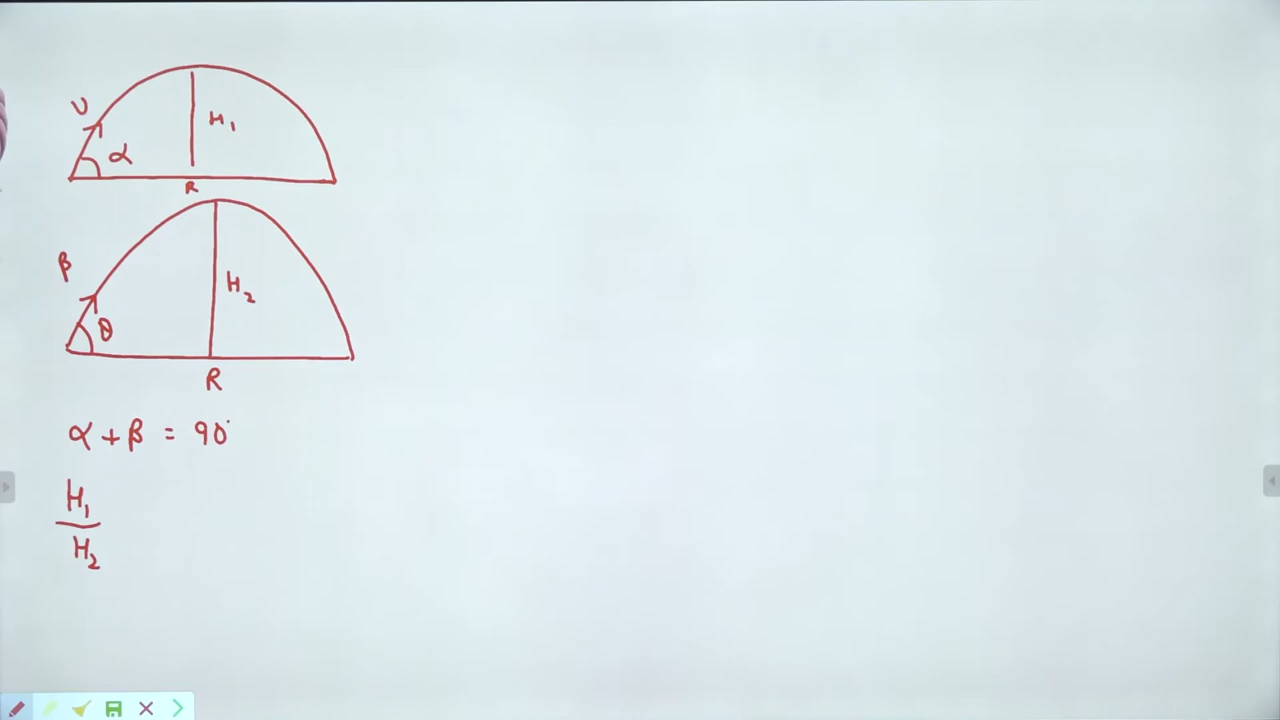 υ
α
H₁
R
β
θ
H₂
R
α + β = 90°
H₁
H₂